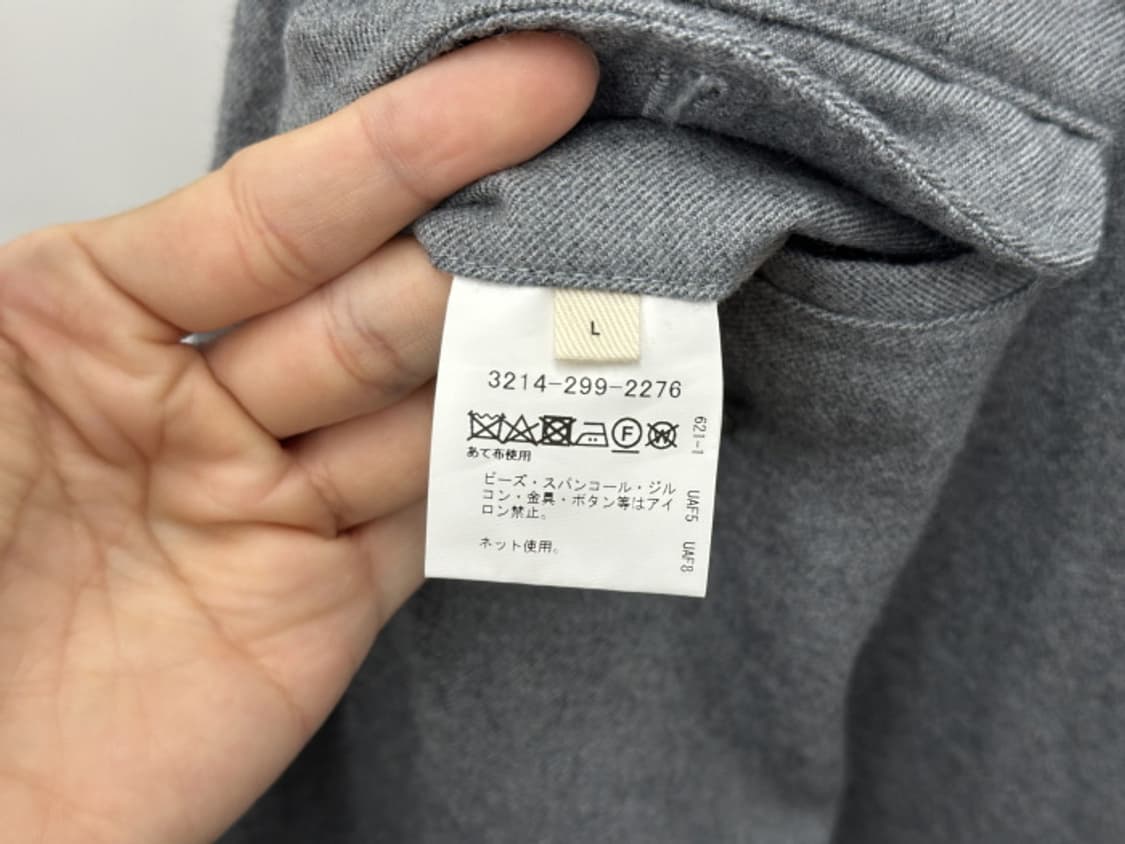 L
3214-299-2276
F W
あて布使用
ビーズ・スパンコール・ジル
コン・金具・ボタン等はアイ
ロン禁止。
ネット使用。
621-1 UAF5 UAF8